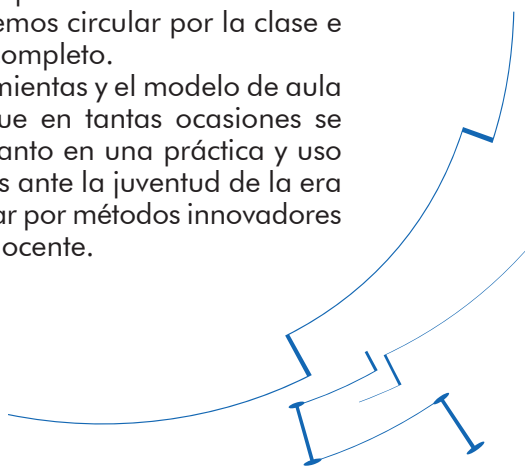 emos circular por la clase e
ompleto.
mientas y el modelo de aula
ue en tantas ocasiones se
anto en una práctica y uso
s ante la juventud de la era
ar por métodos innovadores
ocente.